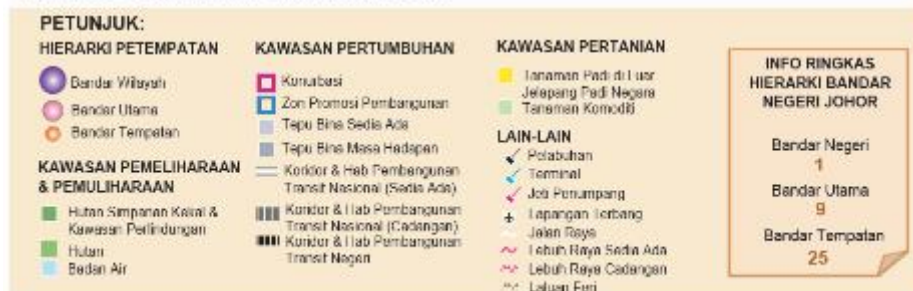 PETUNJUK:
HIERARKI PETEMPATAN
Bandar Wilayah
Bandar Utama
Bandar Tempatan
KAWASAN PEMELIHARAAN
& PEMULIHARAAN
Hutan Simpanan Kekal &
Kawasan Perlindungan
Hutan
Badan Air
KAWASAN PERTUMBUHAN
Konurbasi
Zon Promosi Pembangunan
Tepu Bina Sedia Ada
Tepu Bina Masa Hadapan
Koridor & Hab Pembangunan
Transit Nasional (Sedia Ada)
Koridor & Hab Pembangunan
Transit Nasional (Cadangan)
Koridor & Hab Pembangunan
Transit Negeri
KAWASAN PERTANIAN
Tanaman Padi di Luar
Jelapang Padi Negara
Tanaman Komoditi
LAIN-LAIN
Pelabuhan
Terminal
Jeti Penumpang
Lapangan Terbang
Jalan Raya
Lebuh Raya Sedia Ada
Lebuh Raya Cadangan
Laluan Feri
INFO RINGKAS
HIERARKI BANDAR
NEGERI JOHOR
Bandar Negeri
1
Bandar Utama
9
Bandar Tempatan
25